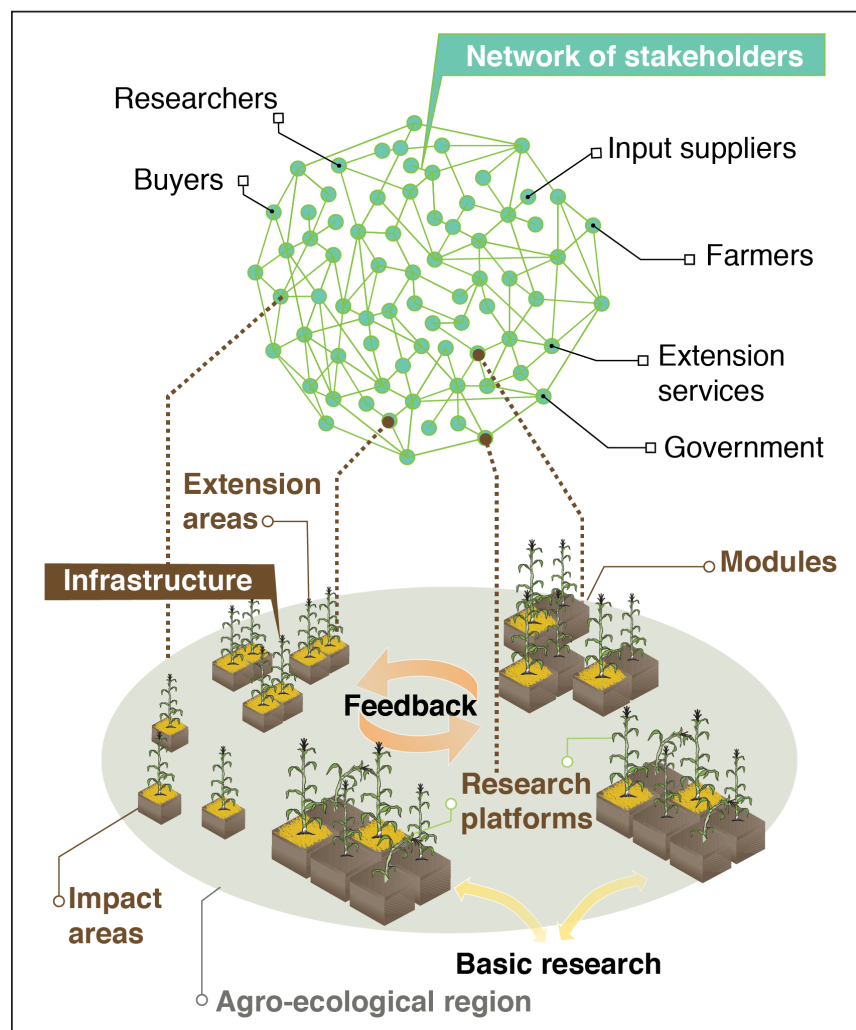 Network of stakeholders
Researchers
Input suppliers
Buyers
Farmers
Extension
services
Government
Extension
areas
Modules
Infrastructure
Feedback
Research
platforms
Impact
areas
Basic research
Agro-ecological region